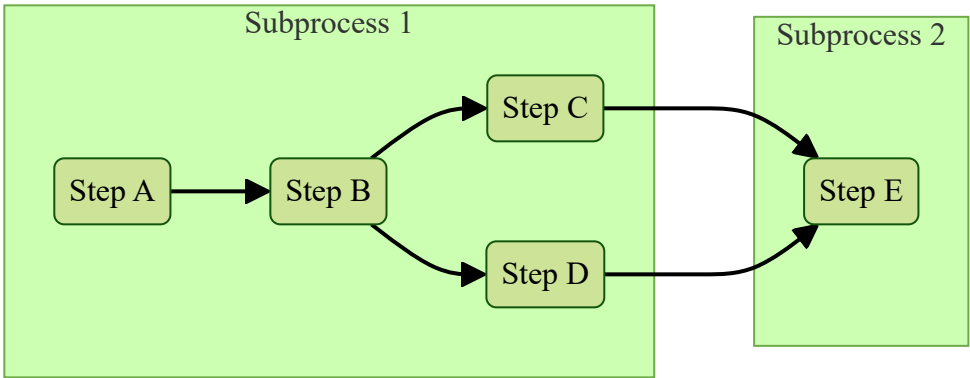 Subprocess 1
Subprocess 2
Step A
Step B
Step C
Step D
Step E